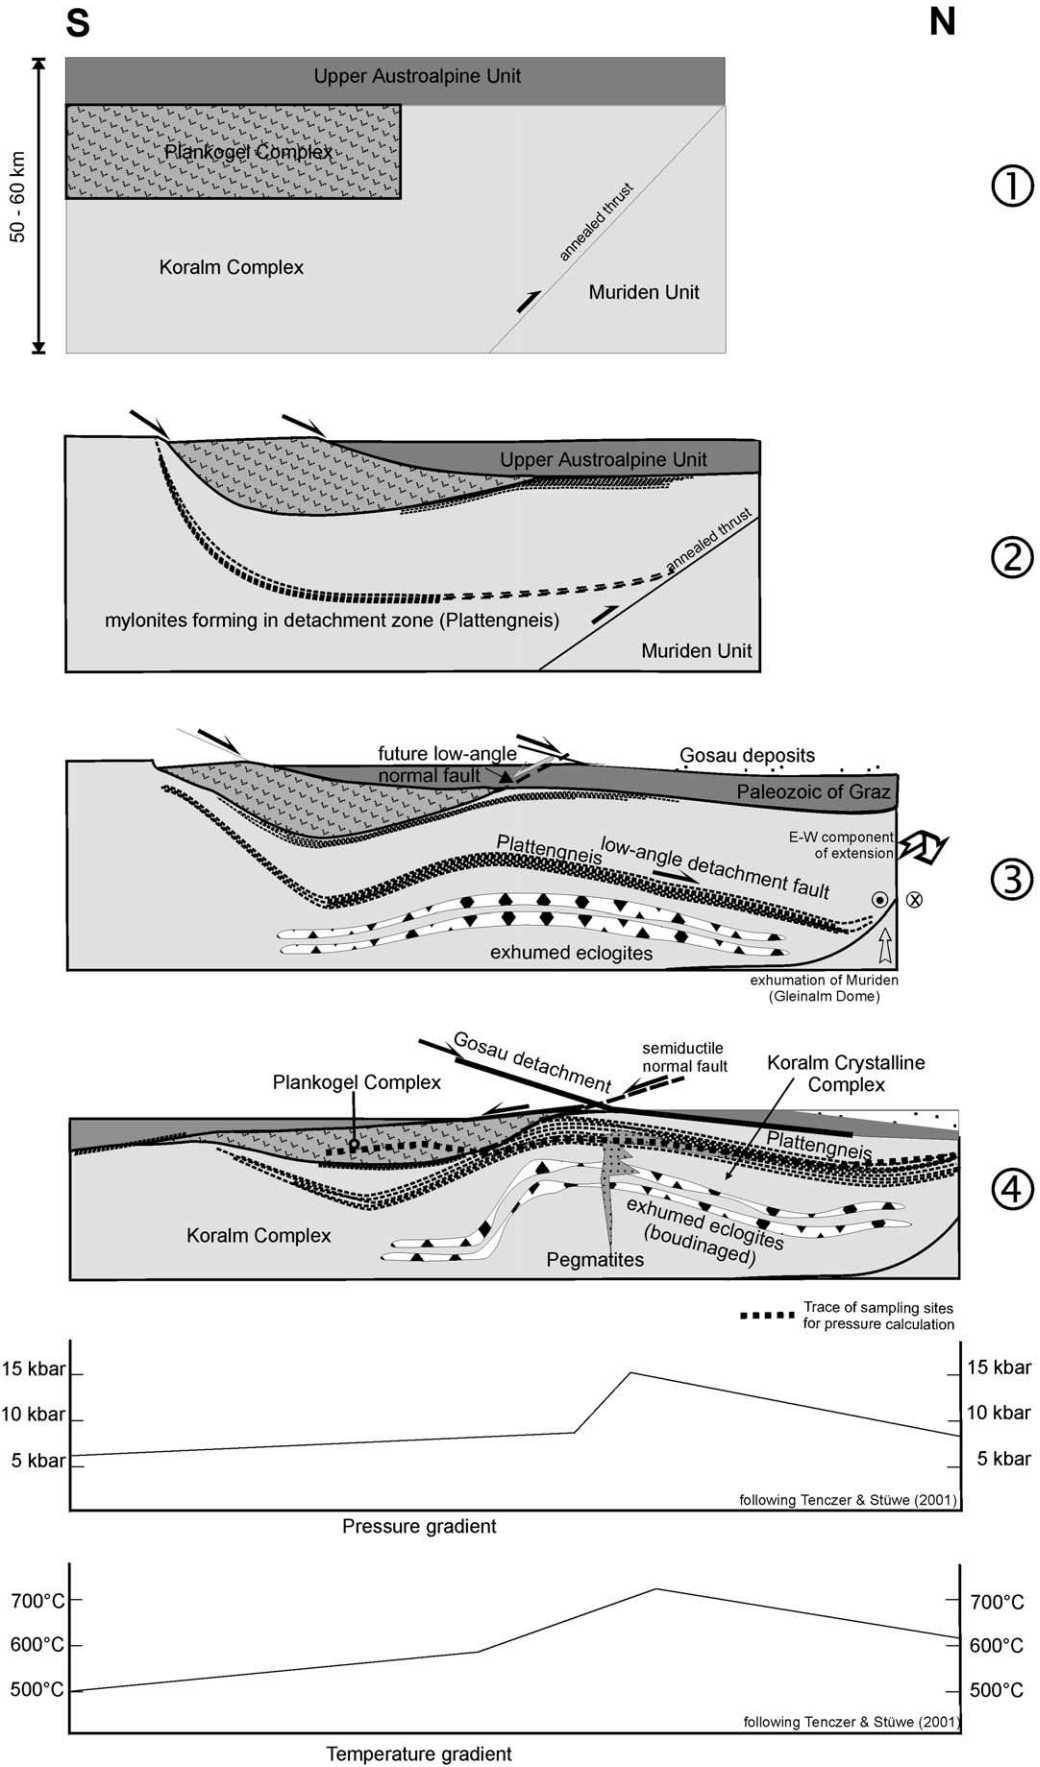 S
N
Upper Austroalpine Unit
Plankogel Complex
50 - 60 km
annealed thrust
Koralm Complex
Muriden Unit
1
Upper Austroalpine Unit
annealed thrust
mylonites forming in detachment zone (Plattengneis)
Muriden Unit
2
future low-angle
normal fault
Gosau deposits
Paleozoic of Graz
E-W component
of extension
Plattengneis
low-angle detachment fault
exhumed eclogites
exhumation of Muriden
(Gleinalm Dome)
3
Gosau detachment
semiductile
normal fault
Koralm Crystalline
Complex
Plankogel Complex
Plattengneis
Koralm Complex
exhumed eclogites
(boudinaged)
Pegmatites
4
Trace of sampling sites
for pressure calculation
15 kbar
10 kbar
5 kbar
15 kbar
10 kbar
5 kbar
following Tenczer & Stüwe (2001)
Pressure gradient
700°C
600°C
500°C
700°C
600°C
500°C
following Tenczer & Stüwe (2001)
Temperature gradient